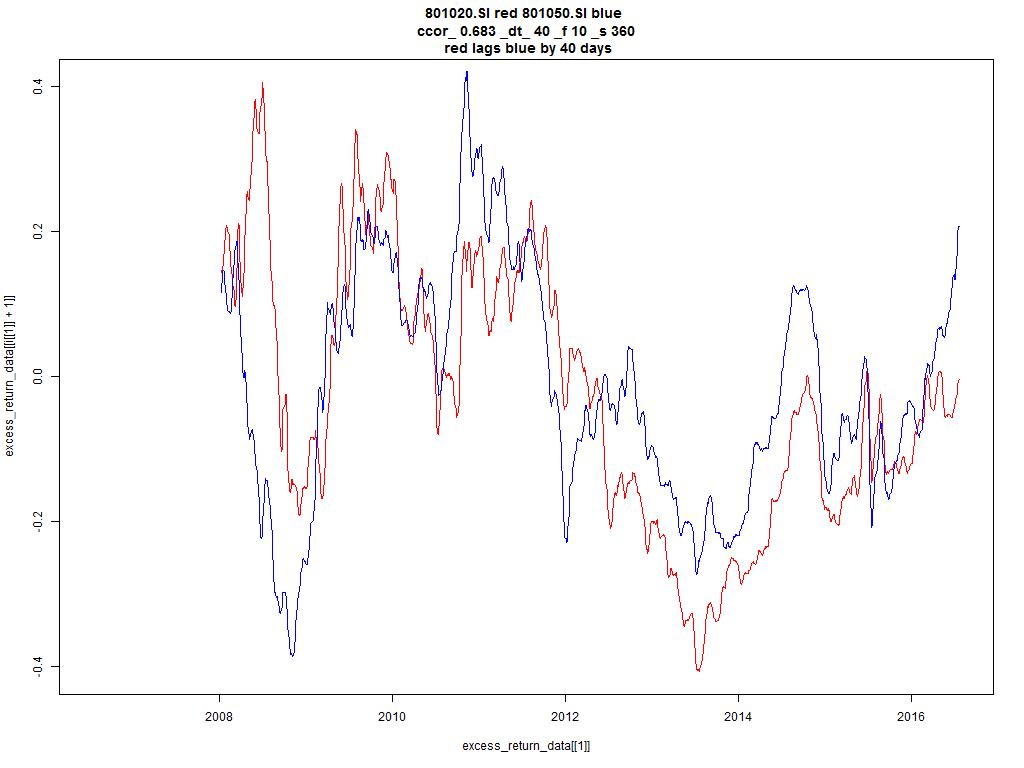 801020.SI red 801050.SI blue
ccor_ 0.683 _dt_ 40 _f 10 _s 360
red lags blue by 40 days
excess_return_data[[i[[1]] + 1]]
0.4
0.2
0.0
-0.2
-0.4
2008 2010 2012 2014 2016
excess_return_data[[1]]